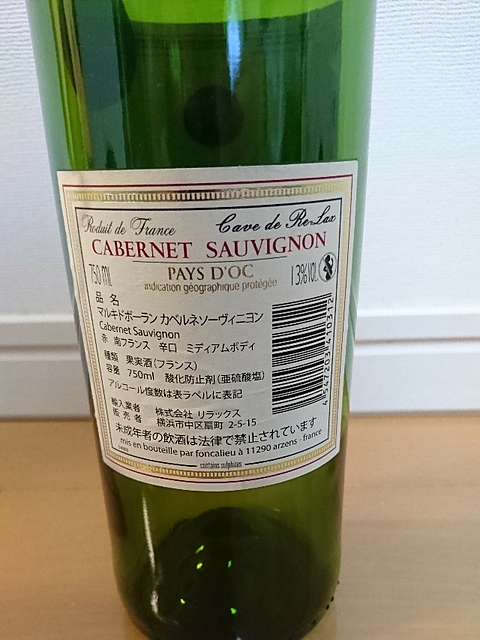 Produit de France
Cave de ReLax
CABERNET SAUVIGNON
750 ml
PAYS D'OC
13%VOL.
indication géographique protégée
品 名
マルキドボーラン カベルネソーヴィニヨン
Cabernet Sauvignon
赤 南フランス 辛口 ミディアムボディ
種類 果実酒(フランス)
容量 750ml 酸化防止剤(亜硫酸塩)
アルコール度数は表ラベルに表記
輸入業者 株式会社 リラックス
販売者 横浜市中区扇町 2-5-15
未成年者の飲酒は法律で禁止されています
mis en bouteille par foncalieu à 11290 arzens - france
contains sulphites